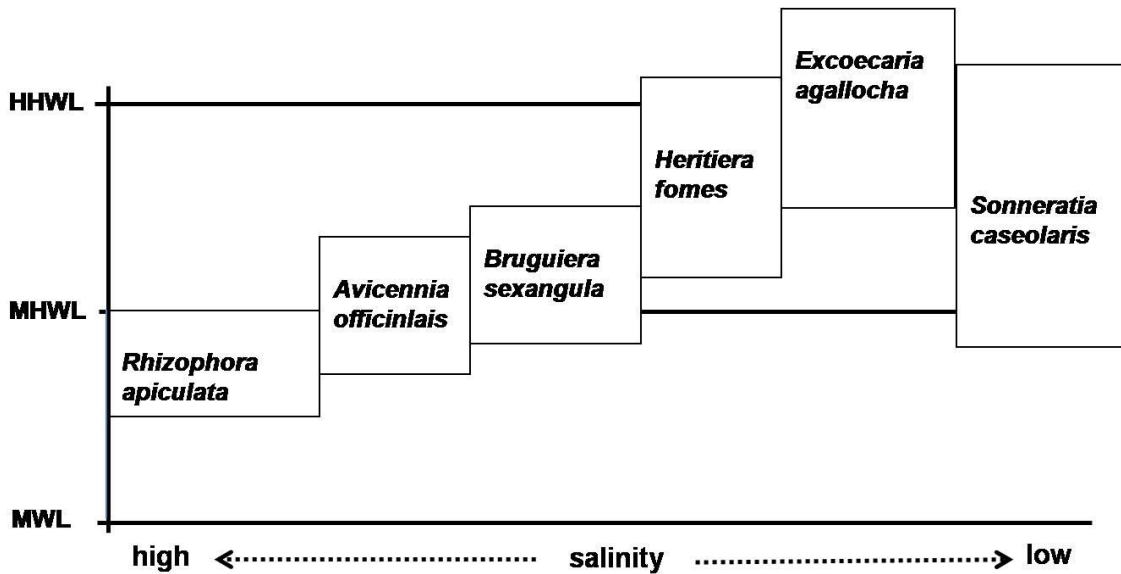 Excoecaria
agallocha
HHWL
Heritiera
fomes
Sonneratia
caseolaris
Bruguiera
sexangula
Avicennia
officinlais
MHWL
Rhizophora
apiculata
MWL
high salinity low